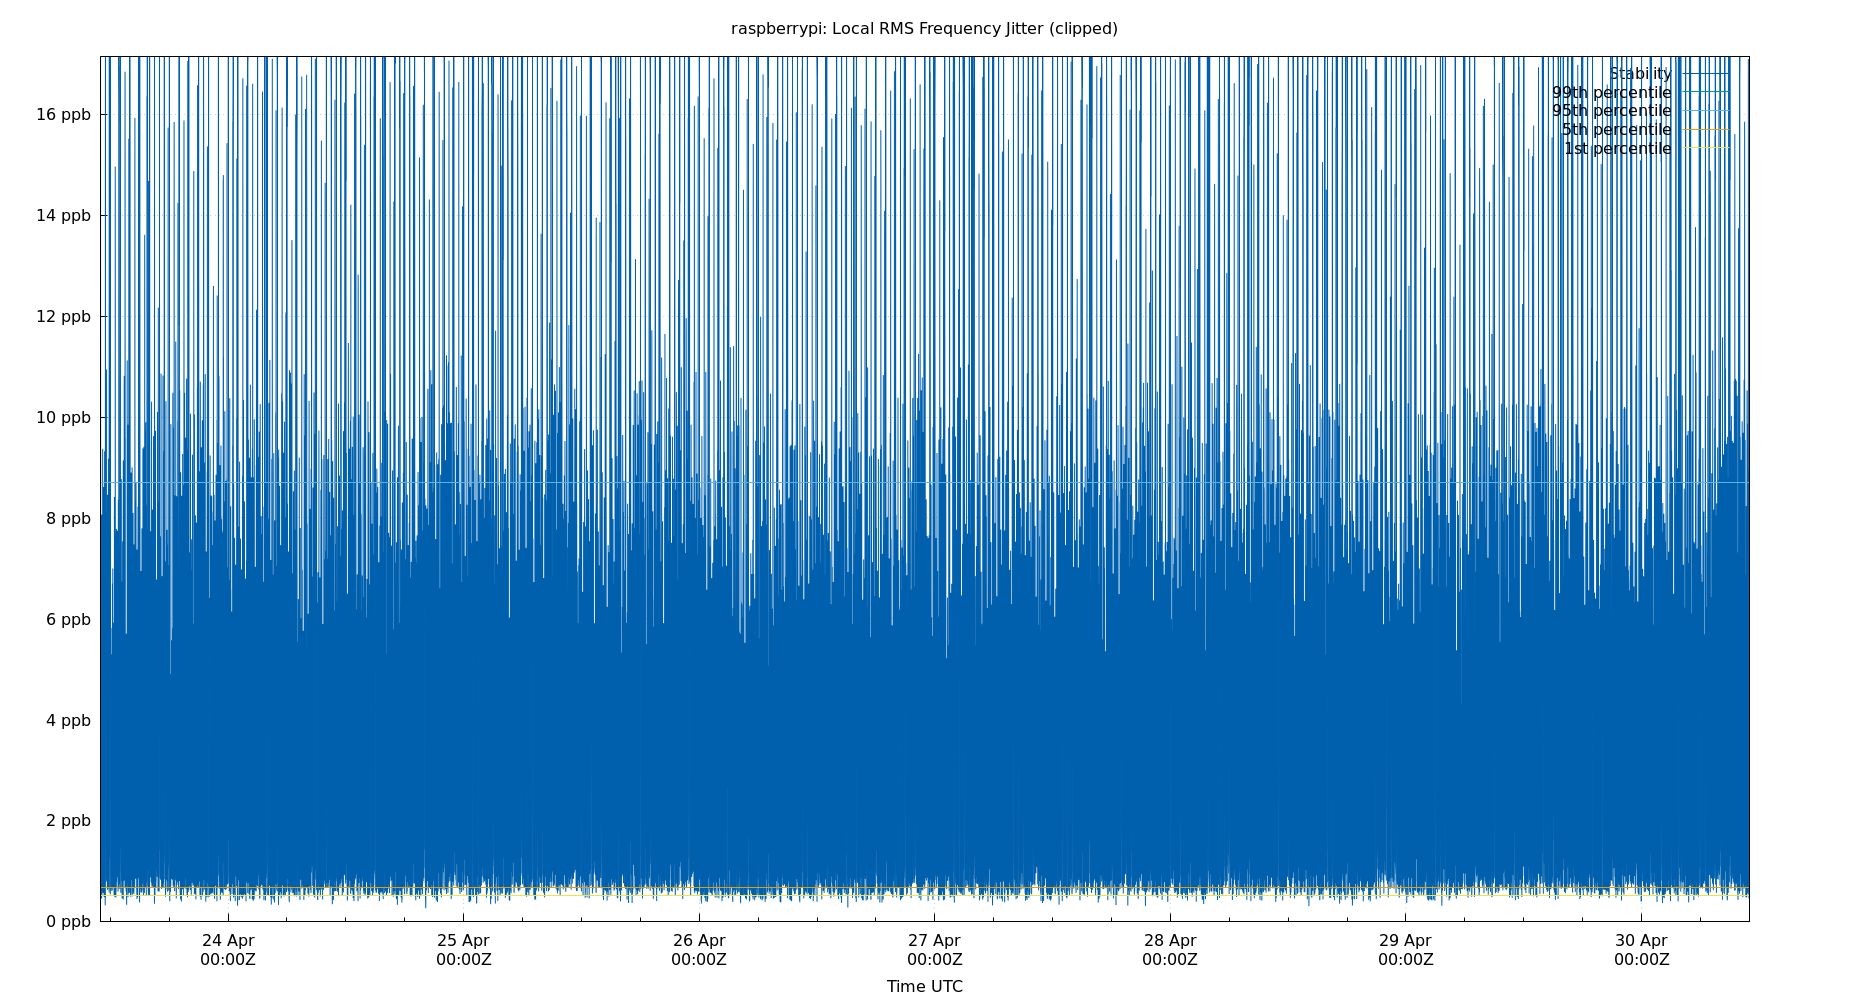 raspberrypi: Local RMS Frequency Jitter (clipped)
Stability
99th percentile
95th percentile
5th percentile
1st percentile
16 ppb
14 ppb
12 ppb
10 ppb
8 ppb
6 ppb
4 ppb
2 ppb
0 ppb
24 Apr 25 Apr 26 Apr 27 Apr 28 Apr 29 Apr 30 Apr
00:00Z 00:00Z 00:00Z 00:00Z 00:00Z 00:00Z 00:00Z
Time UTC